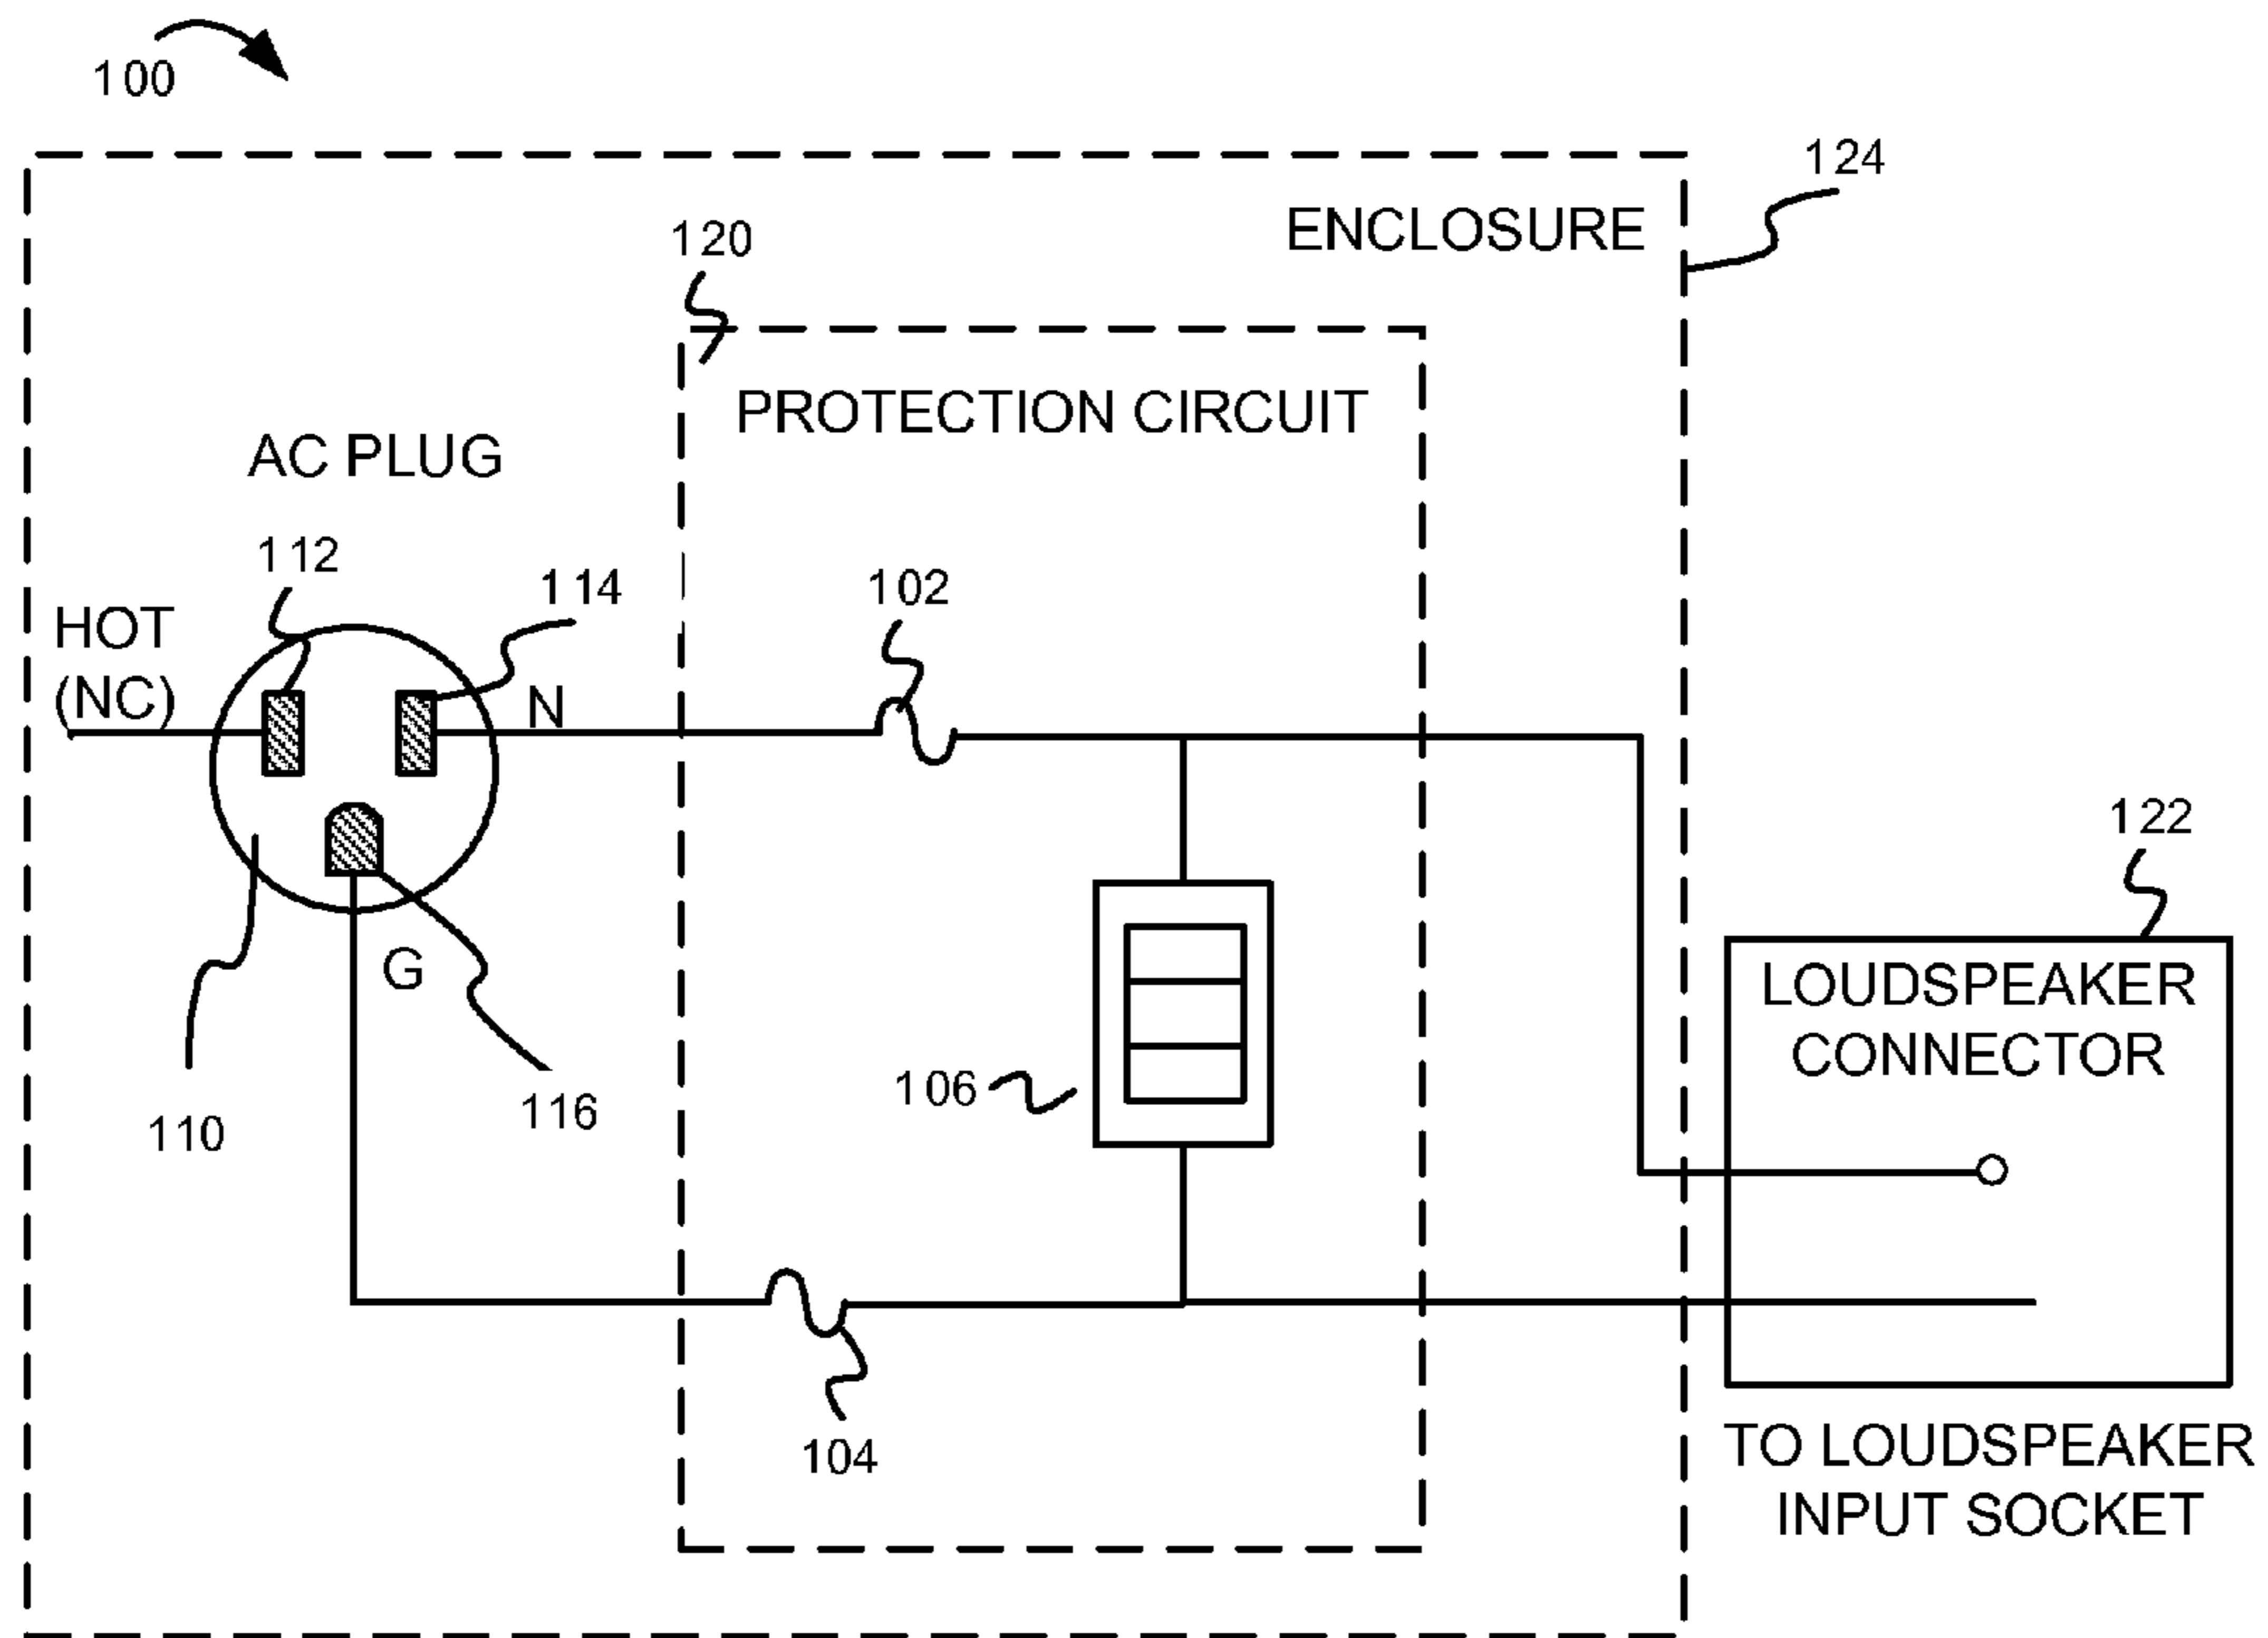 100
124
ENCLOSURE
120
PROTECTION CIRCUIT
AC PLUG
112
114
102
HOT
(NC)
N
122
G
LOUDSPEAKER
CONNECTOR
106
116
110
104
TO LOUDSPEAKER
INPUT SOCKET